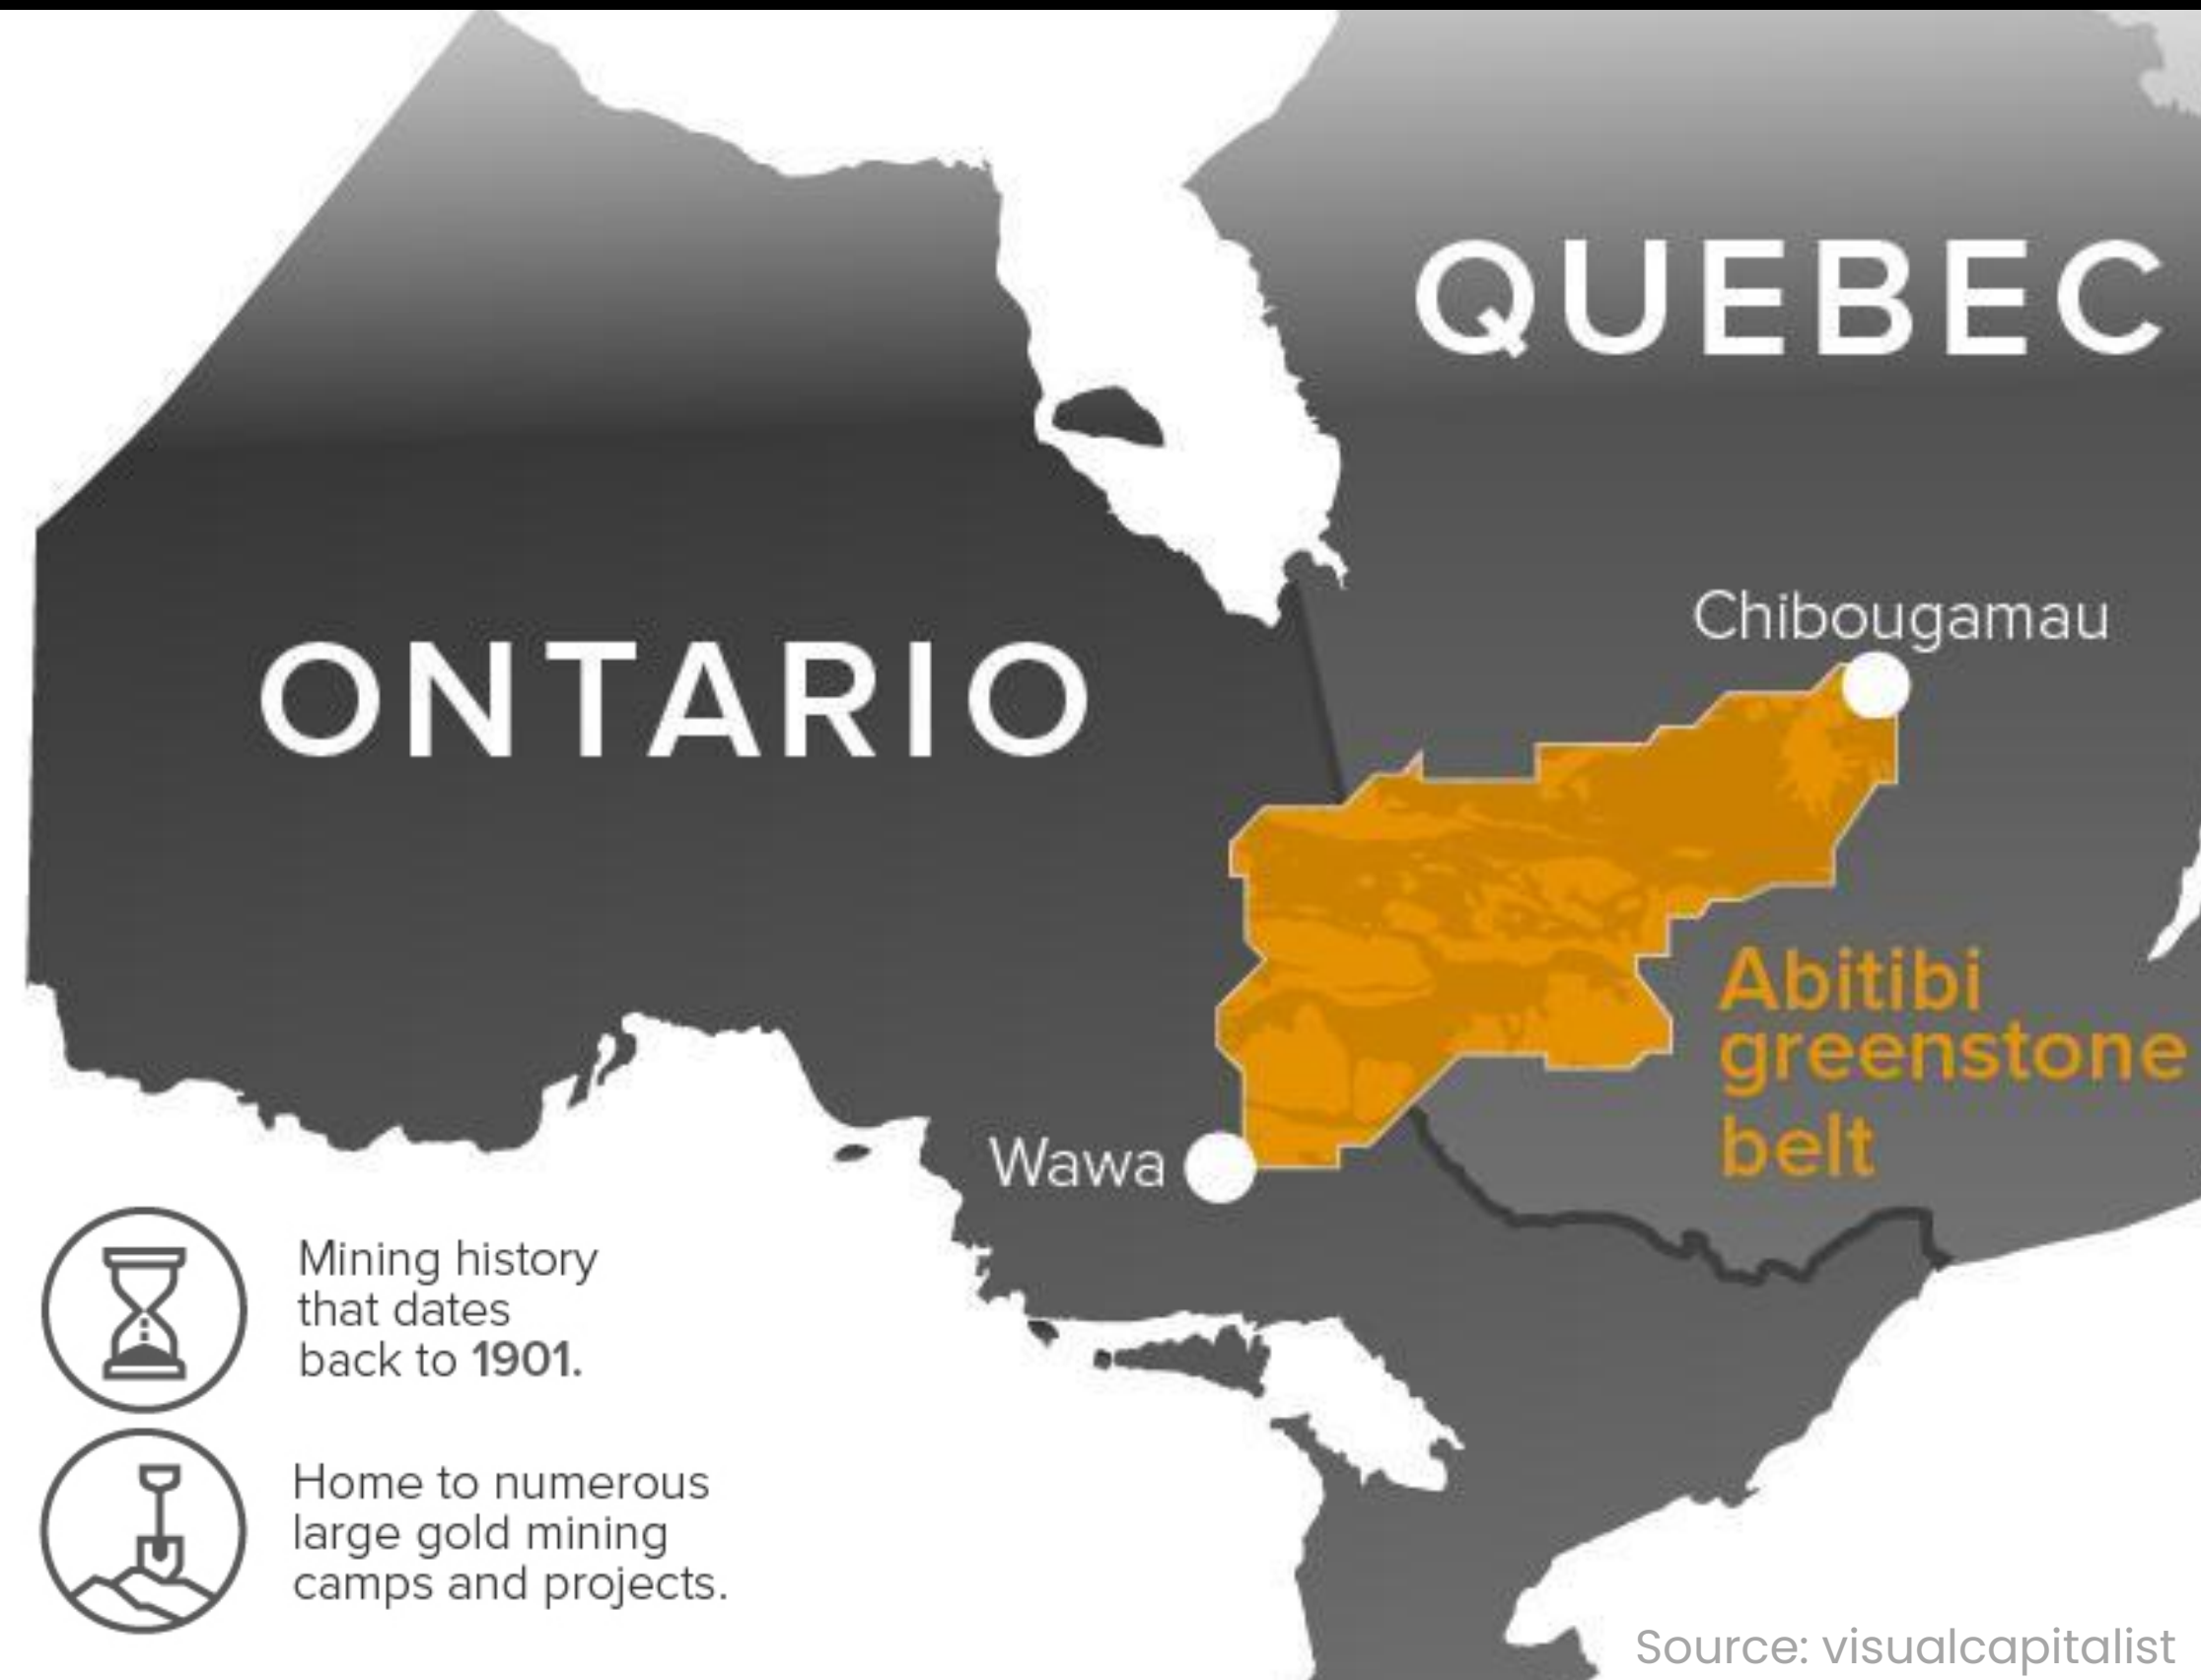 QUEBEC
ONTARIO
Chibougamau
Abitibi
greenstone
belt
Wawa
Mining history
that dates
back to 1901.
Home to numerous
large gold mining
camps and projects.
Source: visualcapitalist